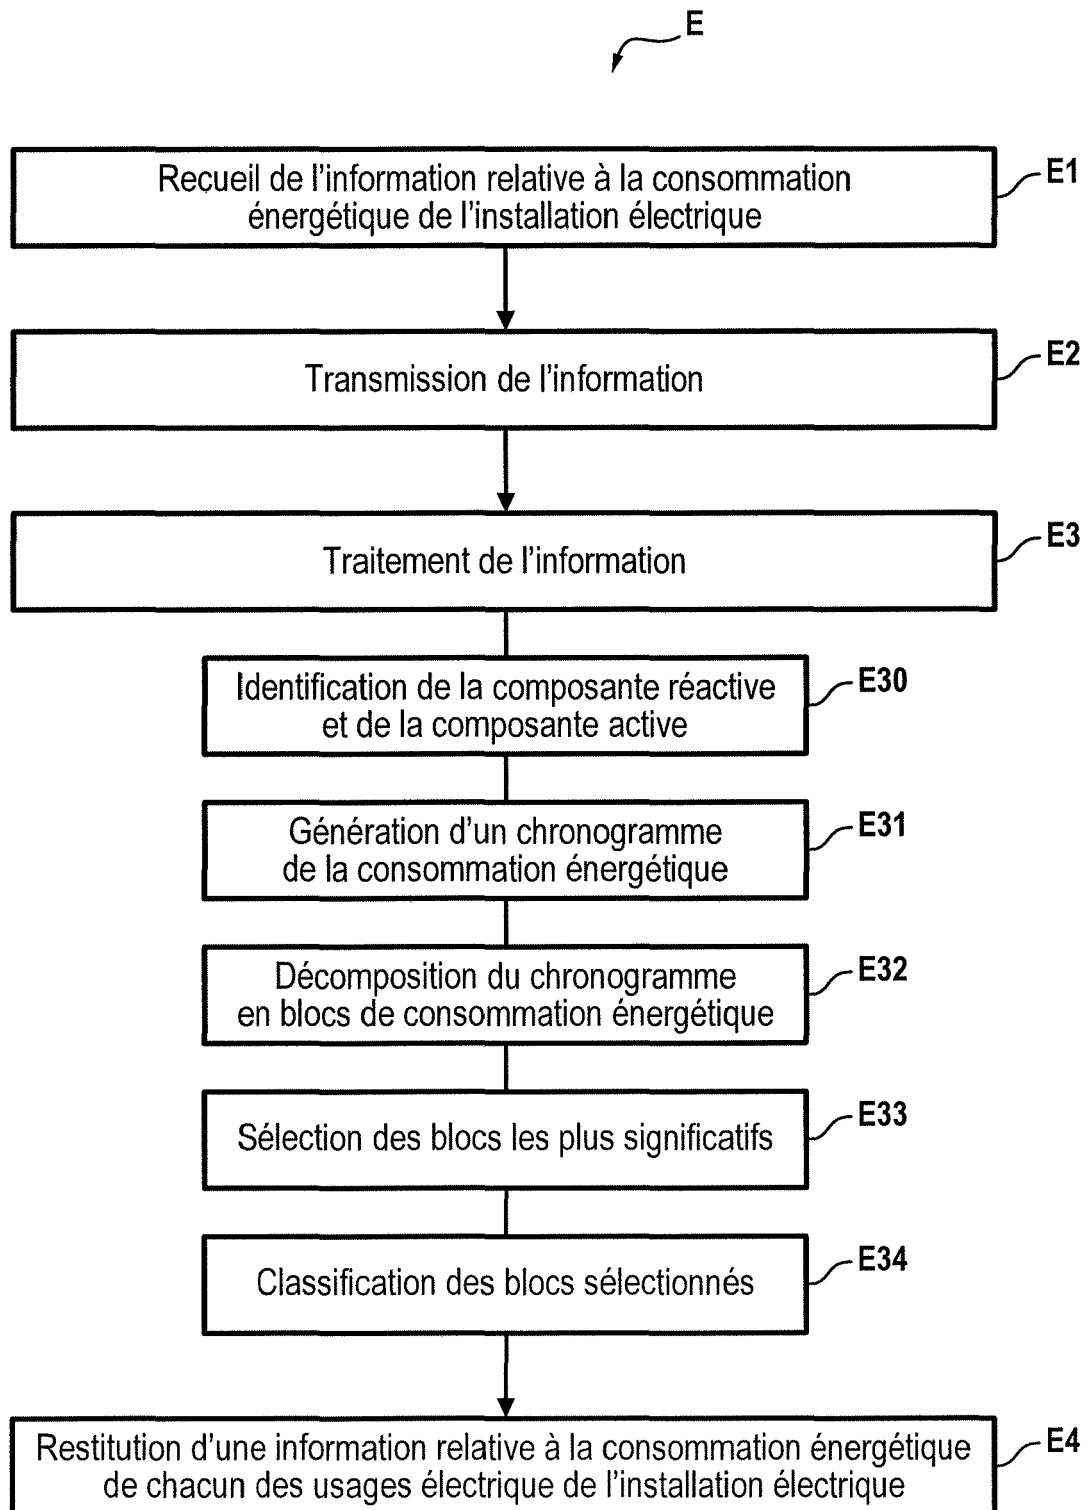 E
Recueil de l'information relative à la consommation
énergétique de l'installation électrique
E1
Transmission de l'information
E2
Traitement de l'information
E3
Identification de la composante réactive
et de la composante active
E30
Génération d'un chronogramme
de la consommation énergétique
E31
Décomposition du chronogramme
en blocs de consommation énergétique
E32
Sélection des blocs les plus significatifs
E33
Classification des blocs sélectionnés
E34
Restitution d'une information relative à la consommation énergétique
de chacun des usages électrique de l'installation électrique
E4